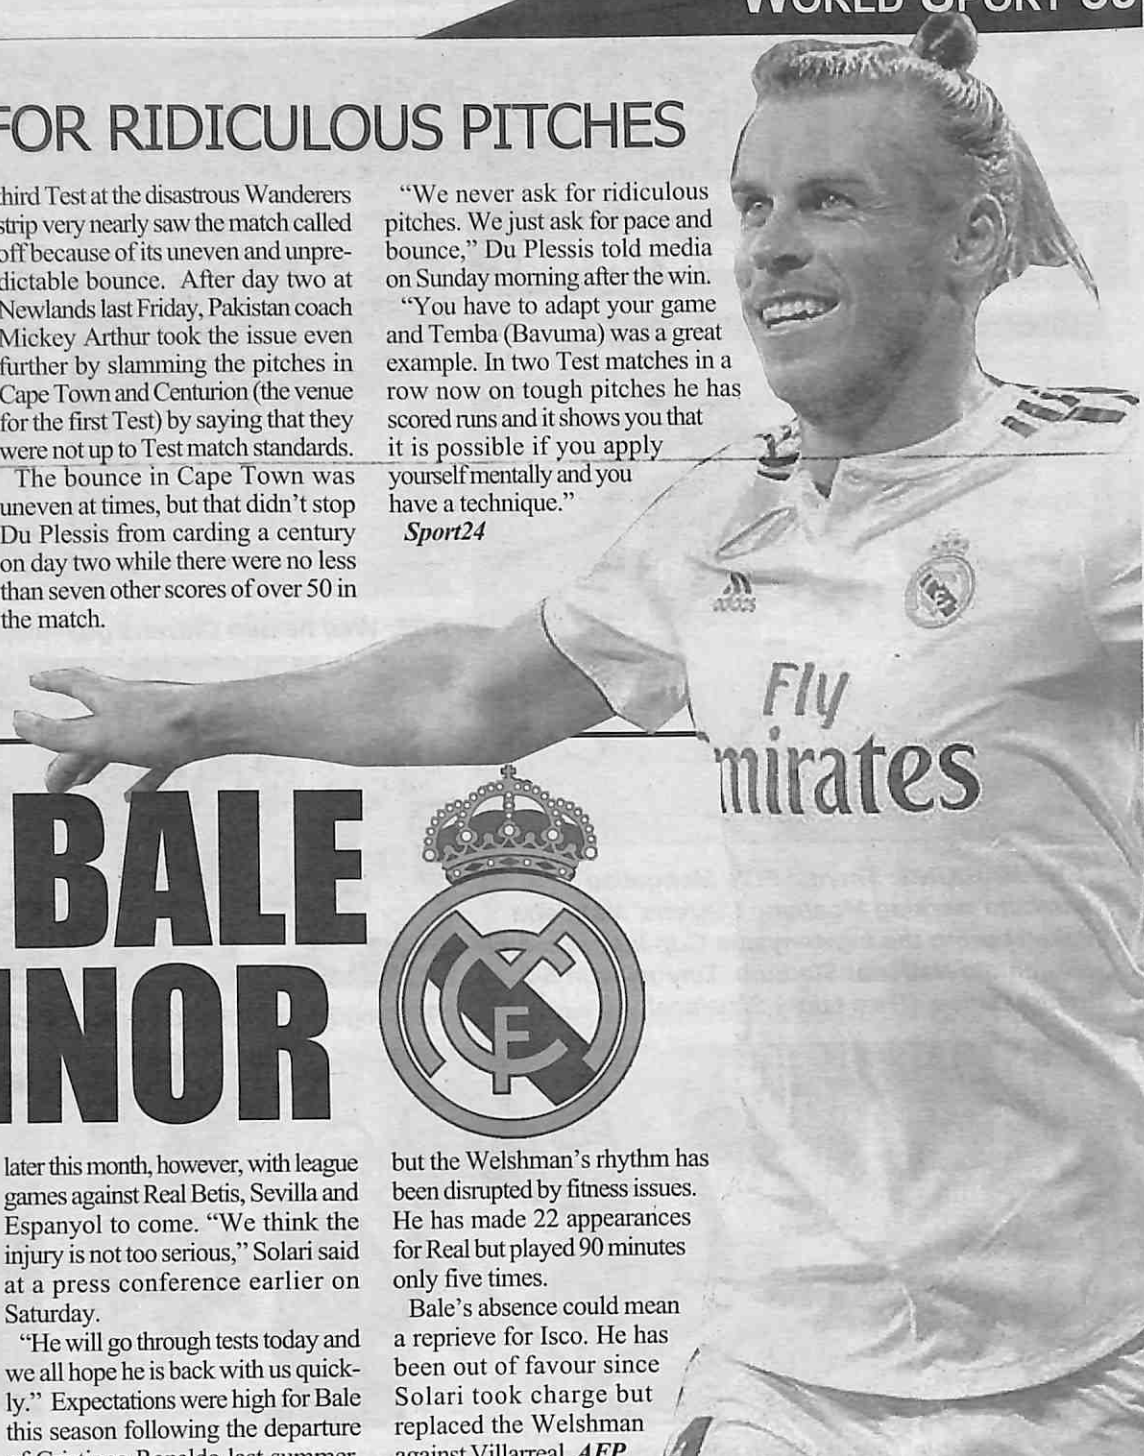 WORLD SPORT
FOR RIDICULOUS PITCHES
third Test at the disastrous Wanderers
strip very nearly saw the match called
off because of its uneven and unpre-
dictable bounce. After day two at
Newlands last Friday, Pakistan coach
Mickey Arthur took the issue even
further by slamming the pitches in
Cape Town and Centurion (the venue
for the first Test) by saying that they
were not up to Test match standards.
The bounce in Cape Town was
uneven at times, but that didn't stop
Du Plessis from carding a century
on day two while there were no less
than seven other scores of over 50 in
the match.
“We never ask for ridiculous
pitches. We just ask for pace and
bounce,” Du Plessis told media
on Sunday morning after the win.
“You have to adapt your game
and Temba (Bavuma) was a great
example. In two Test matches in a
row now on tough pitches he has
scored runs and it shows you that
it is possible if you apply
yourself mentally and you
have a technique.”
Sport24
adidas
Fly
mirates
BALE
INOR
later this month, however, with league
games against Real Betis, Sevilla and
Espanyol to come. “We think the
injury is not too serious,” Solari said
at a press conference earlier on
Saturday.
“He will go through tests today and
we all hope he is back with us quick-
ly.” Expectations were high for Bale
this season following the departure
of Cristiano Ronaldo last summer
but the Welshman's rhythm has
been disrupted by fitness issues.
He has made 22 appearances
for Real but played 90 minutes
only five times.
Bale's absence could mean
a reprieve for Isco. He has
been out of favour since
Solari took charge but
replaced the Welshman
against Villarreal. AFP